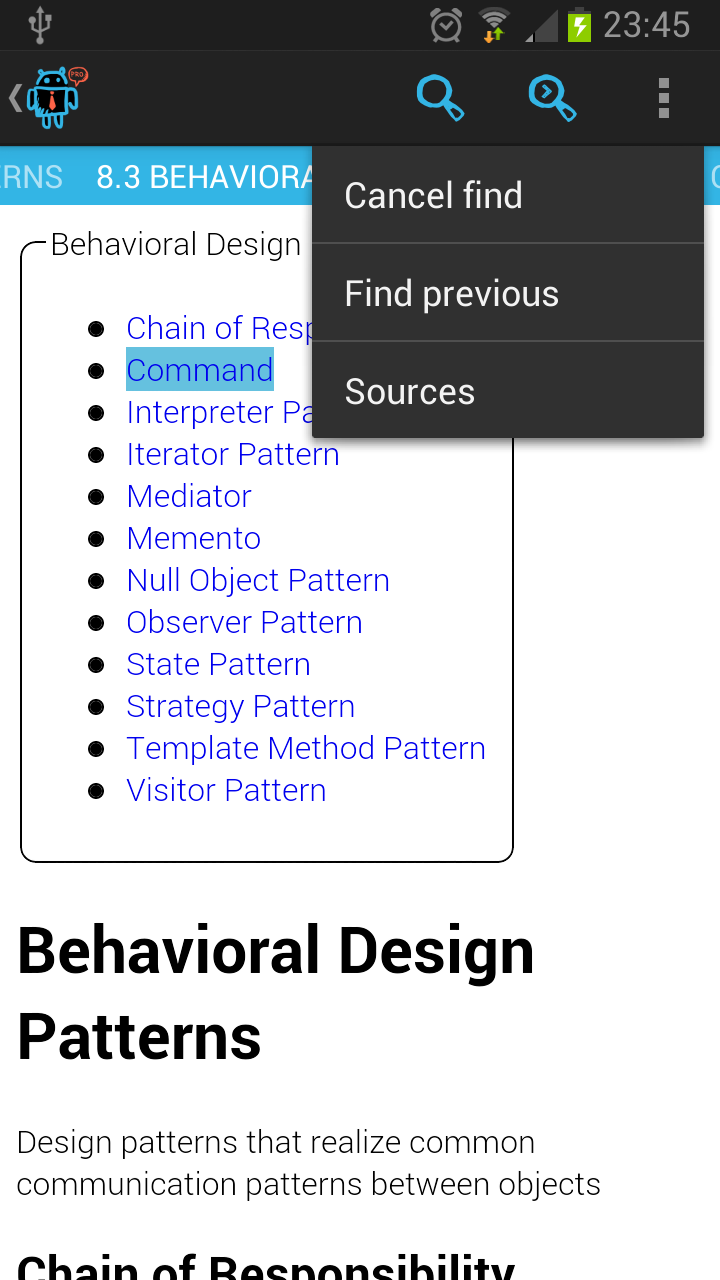 23:45
PRO
RNS 8.3 BEHAVIORA
Cancel find
Find previous
Sources
Behavioral Design
Chain of Resp
Command
Interpreter Pa
Iterator Pattern
Mediator
Memento
Null Object Pattern
Observer Pattern
State Pattern
Strategy Pattern
Template Method Pattern
Visitor Pattern
Behavioral Design
Patterns
Design patterns that realize common
communication patterns between objects
Chain of Responsibility